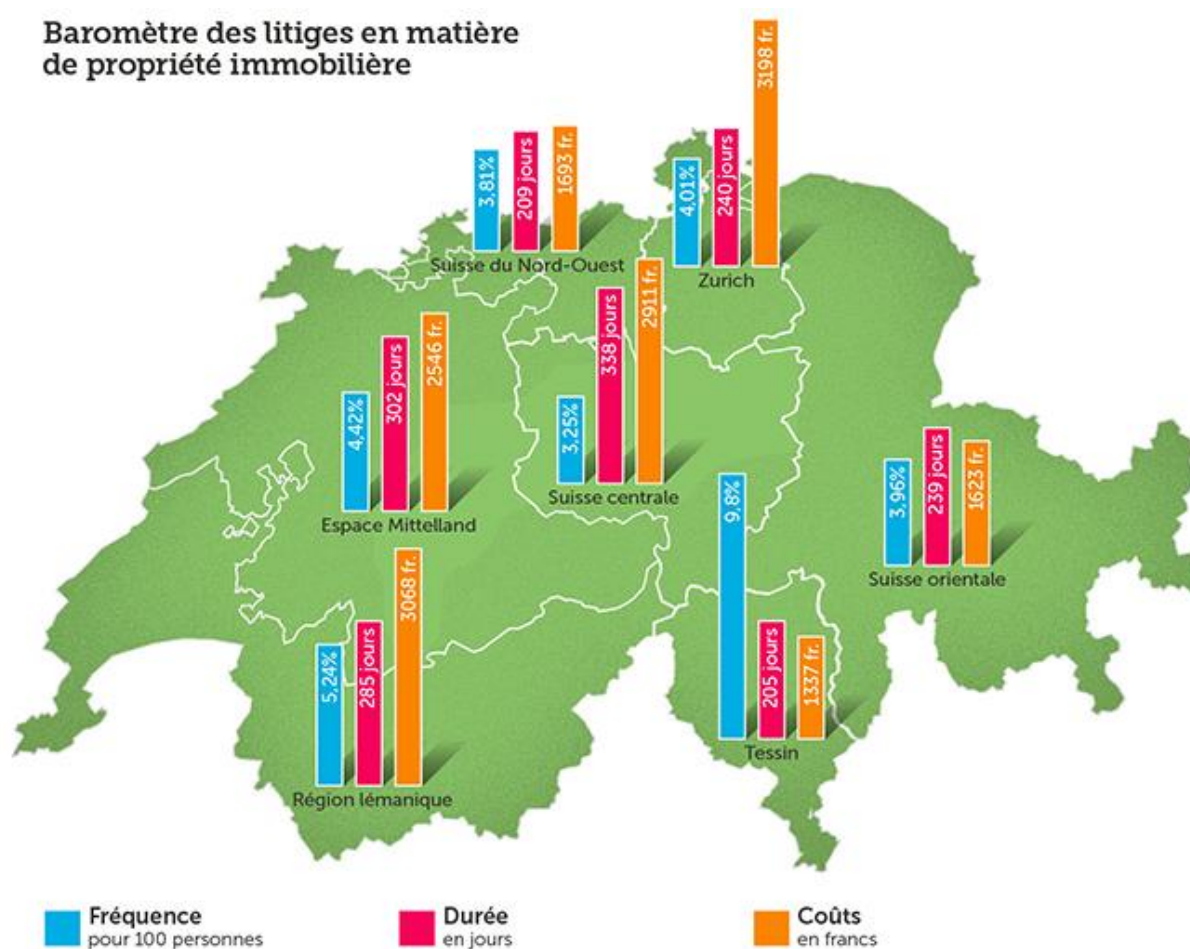 Baromètre des litiges en matière
de propriété immobilière
3,81%
209 jours
1693 fr.
Suisse du Nord-Ouest
4,01%
240 jours
3198 fr.
Zurich
4,42%
302 jours
2546 fr.
Espace Mittelland
3,25%
338 jours
2911 fr.
Suisse centrale
3,96%
239 jours
1623 fr.
Suisse orientale
5,24%
285 jours
3068 fr.
Région lémanique
9,8%
205 jours
1337 fr.
Tessin
Fréquence
pour 100 personnes
Durée
en jours
Coûts
en francs